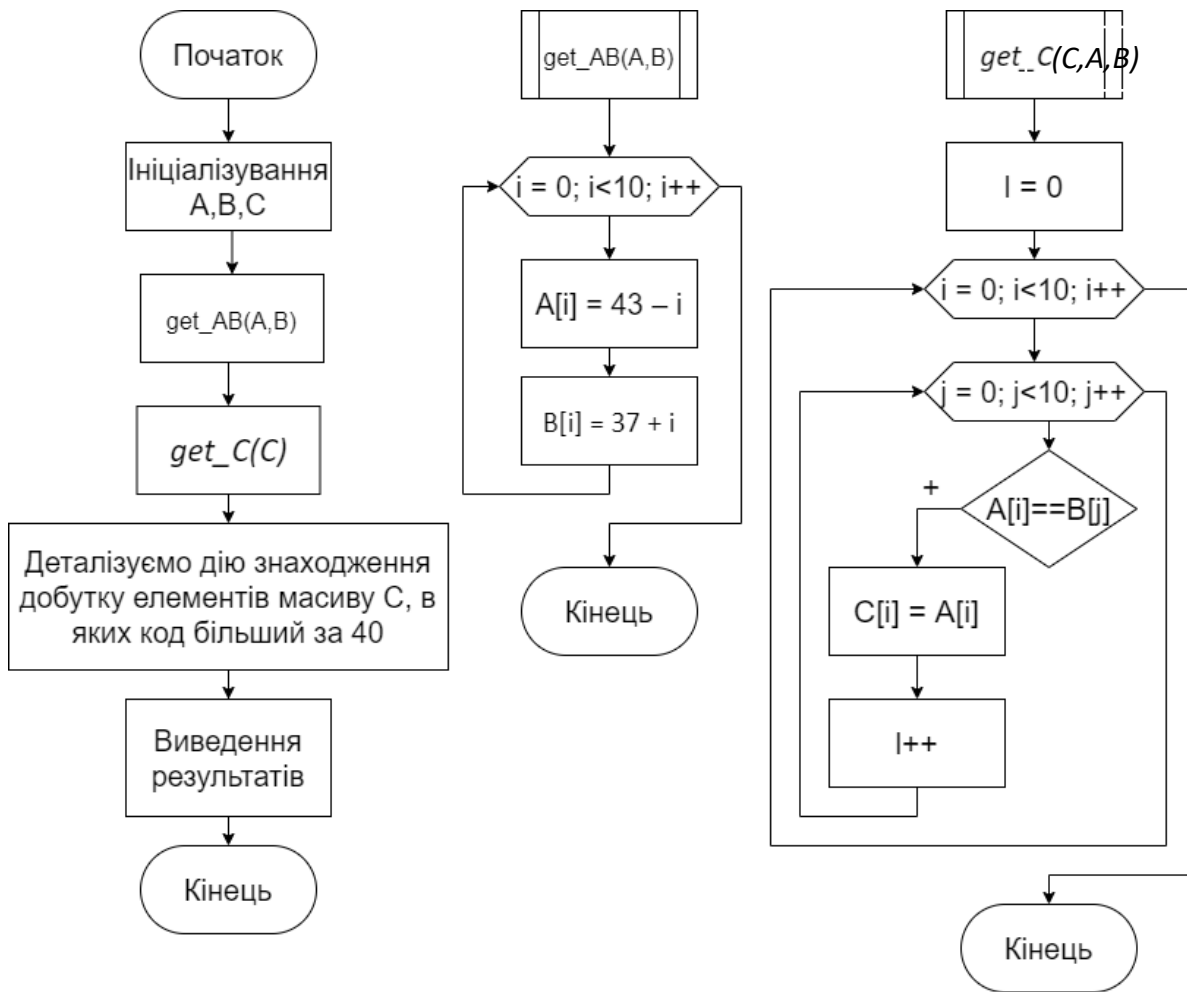 Початок
Ініціалізування
A,B,C
get_AB(A,B)
get_C(C)
Деталізуємо дію знаходження
добутку елементів масиву C, в
яких код більший за 40
Виведення
результатів
Кінець
get_AB(A,B)
i = 0; i<10; i++
A[i] = 43 – i
B[i] = 37 + i
Кінець
get_C(C,A,B)
l = 0
i = 0; i<10; i++
j = 0; j<10; j++
A[i]==B[j]
+
C[i] = A[i]
l++
Кінець